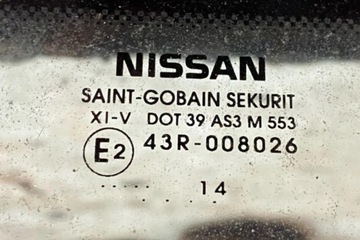 NISSAN
SAINT-GOBAIN SEKURIT
XI-V DOT 39 AS3 M 553
E2 43R-008026
..... 14